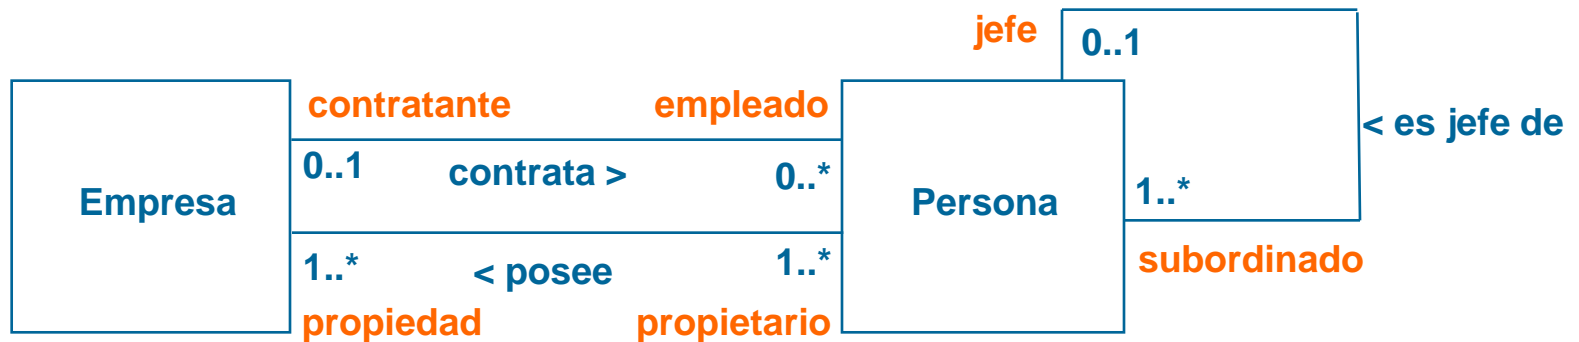 jefe
0..1
contratante
empleado
< es jefe de
0..1
contrata >
0..*
Empresa
Persona
1..*
1..*
< posee
1..*
subordinado
propiedad
propietario